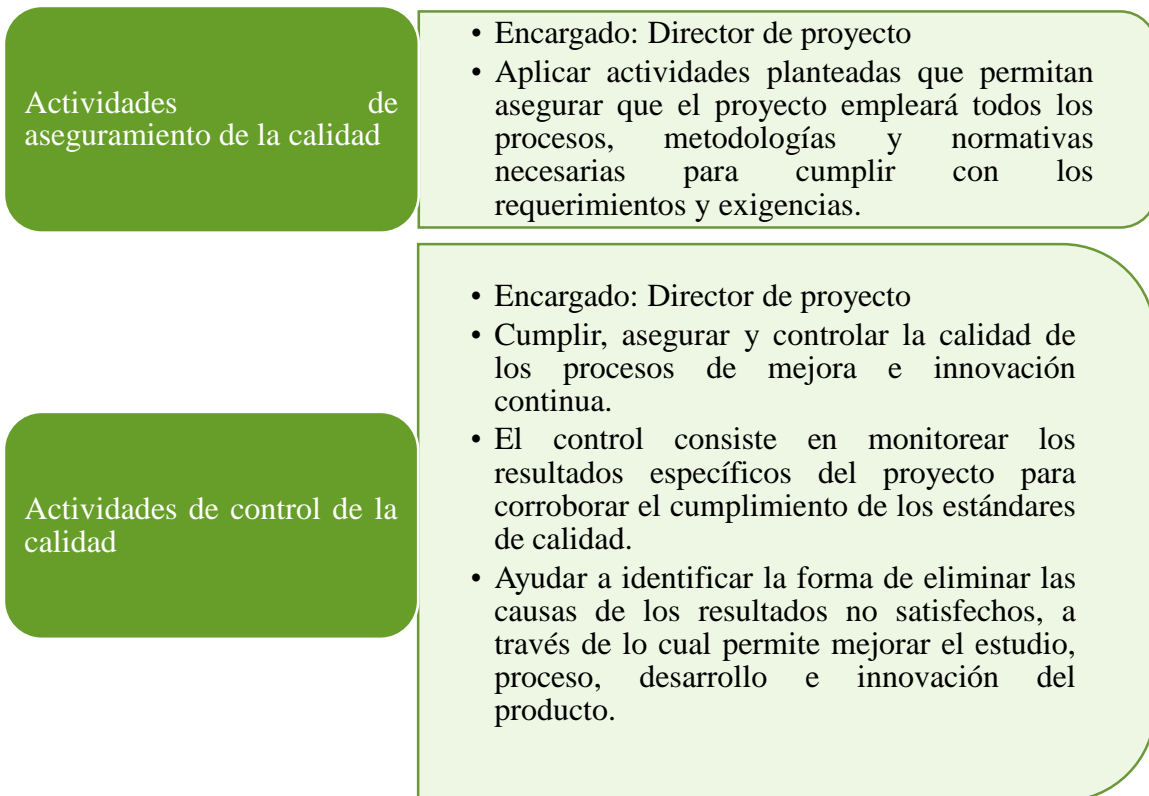 Actividades de
aseguramiento de la calidad
• Encargado: Director de proyecto
• Aplicar actividades planteadas que permitan
asegurar que el proyecto empleará todos los
procesos, metodologías y normativas
necesarias para cumplir con los
requerimientos y exigencias.
Actividades de control de la
calidad
• Encargado: Director de proyecto
• Cumplir, asegurar y controlar la calidad de
los procesos de mejora e innovación
continua.
• El control consiste en monitorear los
resultados específicos del proyecto para
corroborar el cumplimiento de los estándares
de calidad.
• Ayudar a identificar la forma de eliminar las
causas de los resultados no satisfechos, a
través de lo cual permite mejorar el estudio,
proceso, desarrollo e innovación del
producto.